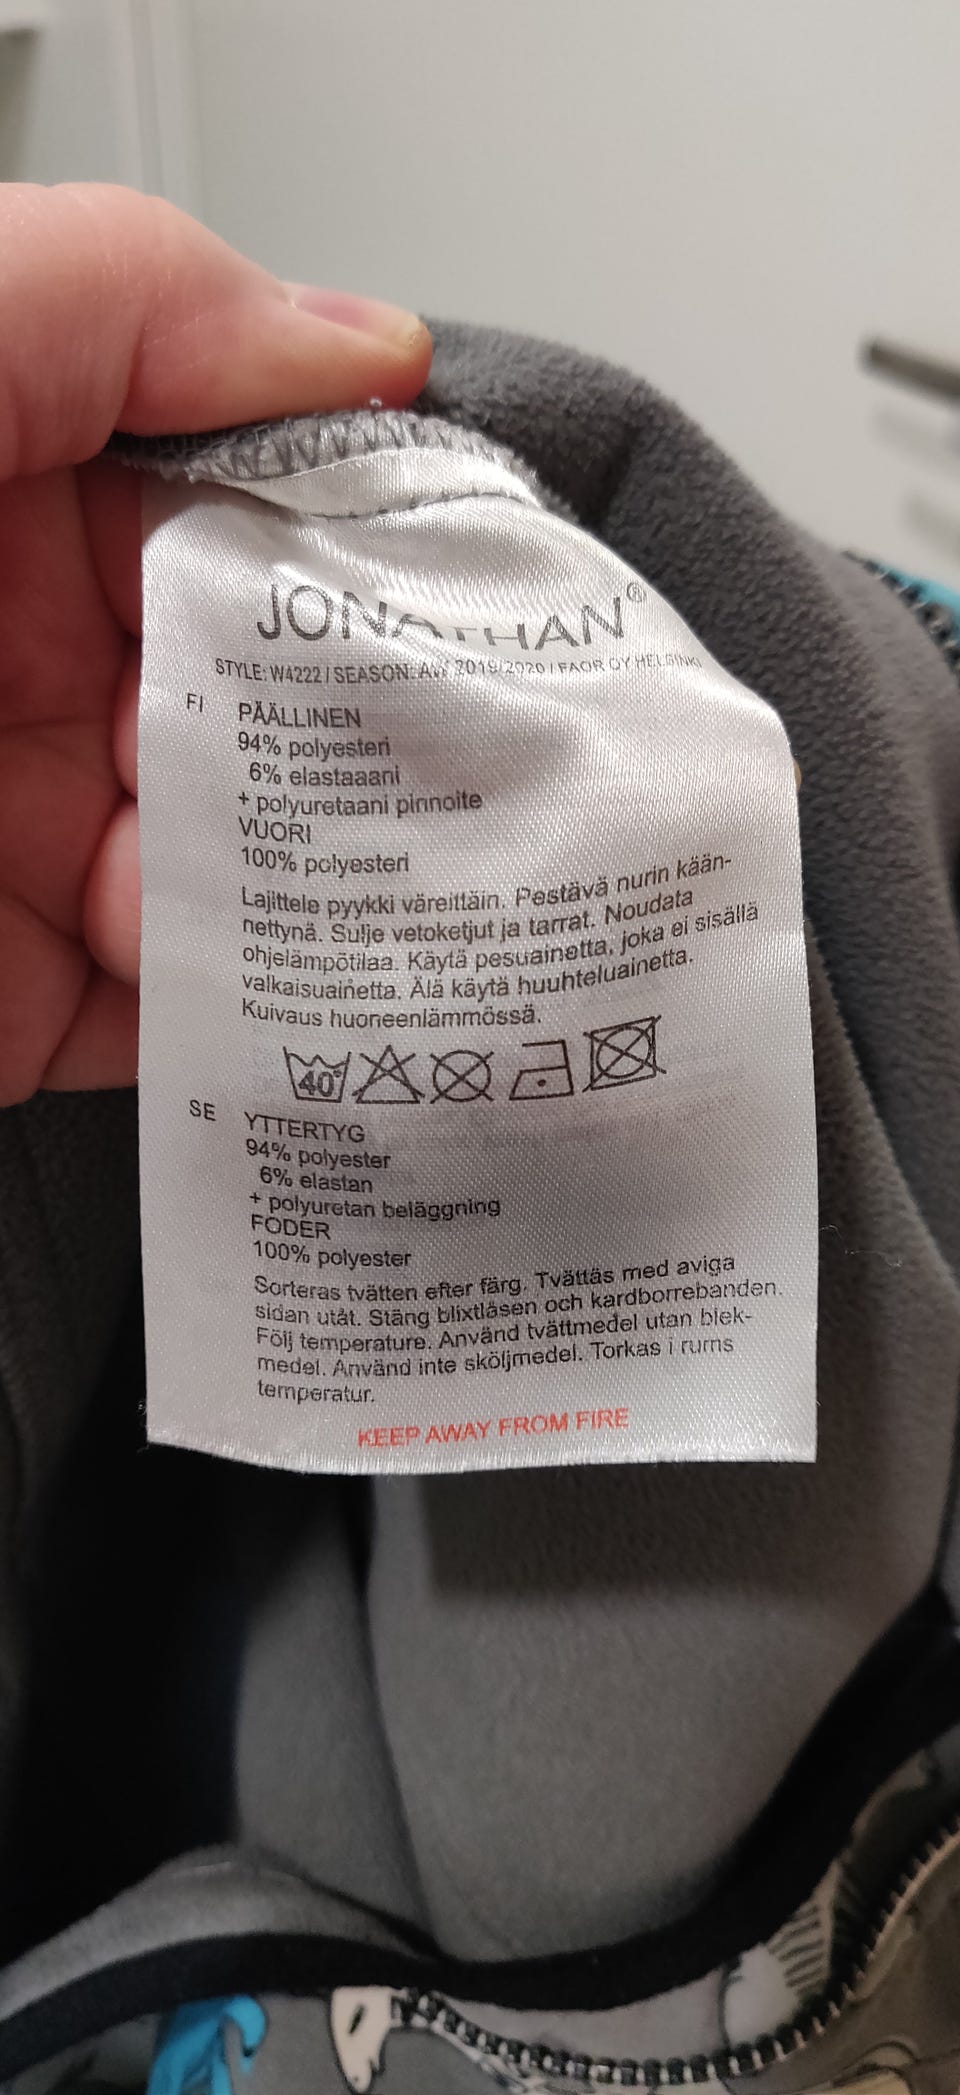 JONATHAN®
STYLE: W4222 / SEASON: AW 2019/2020 / FAOR OY HELSINKI
FI PÄÄLLINEN
94% polyesteri
6% elastaaani
+ polyuretaani pinnoite
VUORI
100% polyesteri
Lajittele pyykki väreittäin. Pestävä nurin kään-
nettynä. Sulje vetoketjut ja tarrat. Noudata
ohjelämpötilaa. Käytä pesuainetta, joka ei sisällä
valkaisuainetta. Älä käytä huuhteluainetta.
Kuivaus huoneenlämmössä.
40°
SE YTTERTYG
94% polyester
6% elastan
+ polyuretan beläggning
FODER
100% polyester
Sorteras tvätten efter färg. Tvättäs med aviga
sidan utåt. Stäng blixtlåsen och kardborrebanden.
Följ temperature. Använd tvättmedel utan blek-
medel. Använd inte sköljmedel. Torkas i rums
temperatur.
KEEP AWAY FROM FIRE